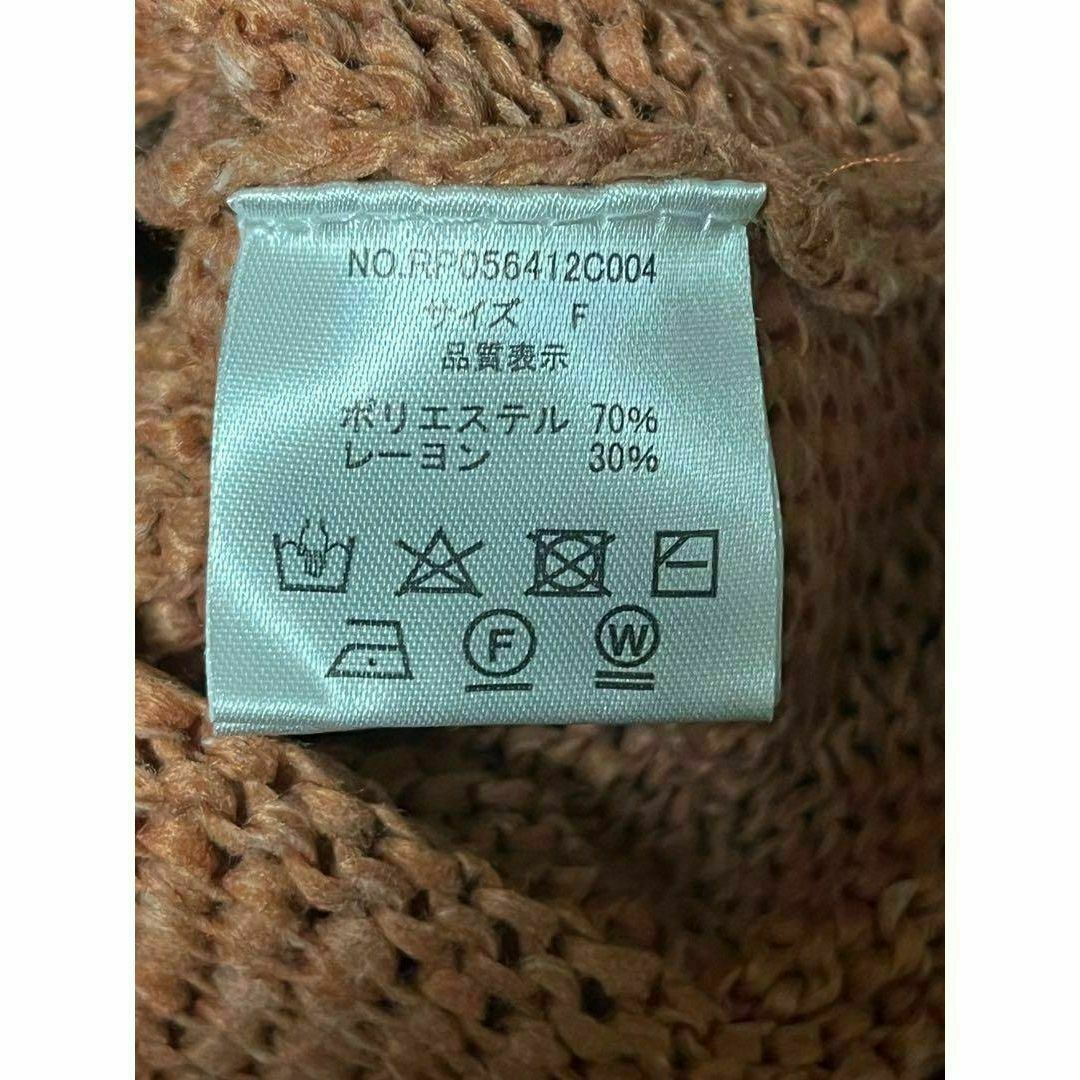 NO.RP056412C004
サイズ F
品質表示
ポリエステル 70%
レーヨン 30%
F
W